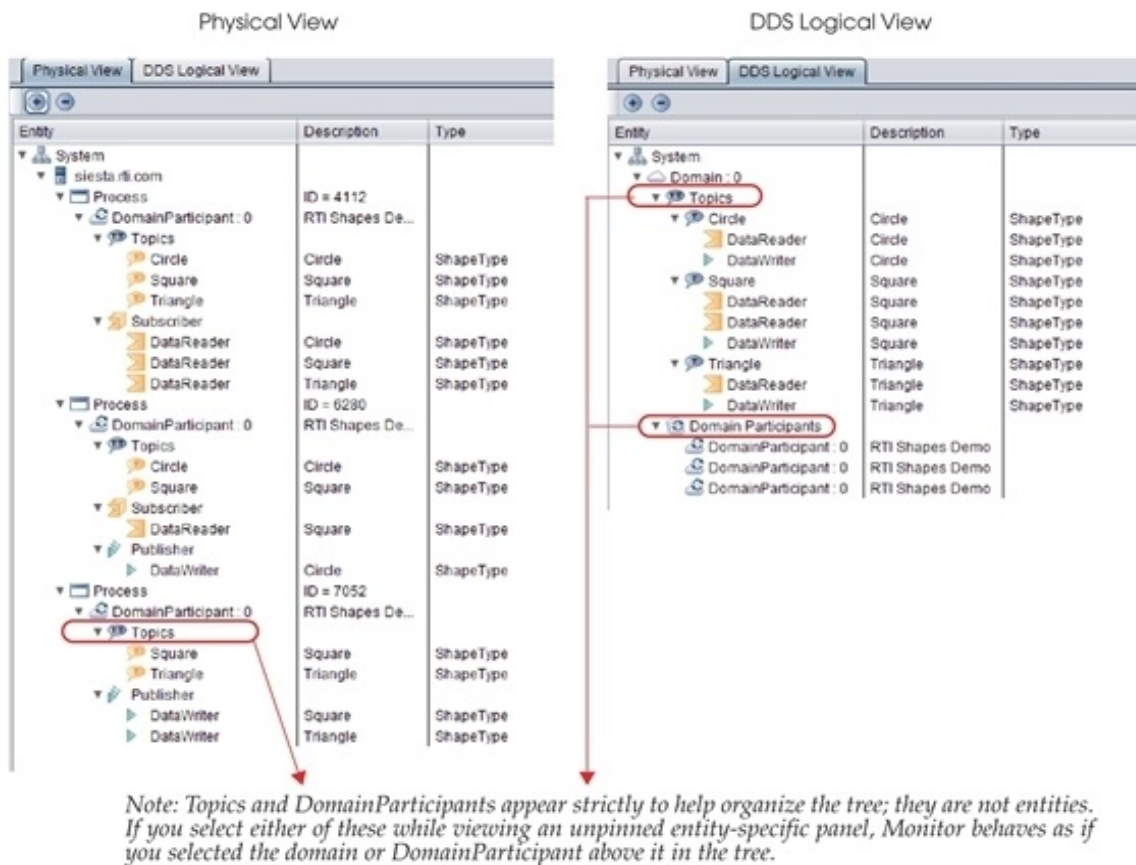 Physical View
Physical View DDS Logical View
Entity Description Type
System
siesta.rti.com
Process ID = 4112
DomainParticipant : 0 RTI Shapes De...
Topics
Circle Circle ShapeType
Square Square ShapeType
Triangle Triangle ShapeType
Subscriber
DataReader Circle ShapeType
DataReader Square ShapeType
DataReader Triangle ShapeType
Process ID = 6280
DomainParticipant : 0 RTI Shapes De...
Topics
Circle Circle ShapeType
Square Square ShapeType
Subscriber
DataReader Square ShapeType
Publisher
DataWriter Circle ShapeType
Process ID = 7052
DomainParticipant : 0 RTI Shapes De...
Topics
Square Square ShapeType
Triangle Triangle ShapeType
Publisher
DataWriter Square ShapeType
DataWriter Triangle ShapeType
DDS Logical View
Physical View DDS Logical View
Entity Description Type
System
Domain : 0
Topics
Circle Circle ShapeType
DataReader Circle ShapeType
DataWriter Circle ShapeType
Square Square ShapeType
DataReader Square ShapeType
DataReader Square ShapeType
DataWriter Square ShapeType
Triangle Triangle ShapeType
DataReader Triangle ShapeType
DataWriter Triangle ShapeType
Domain Participants
DomainParticipant : 0 RTI Shapes Demo
DomainParticipant : 0 RTI Shapes Demo
DomainParticipant : 0 RTI Shapes Demo
Note: Topics and DomainParticipants appear strictly to help organize the tree; they are not entities.
If you select either of these while viewing an unpinned entity-specific panel, Monitor behaves as if
you selected the domain or DomainParticipant above it in the tree.